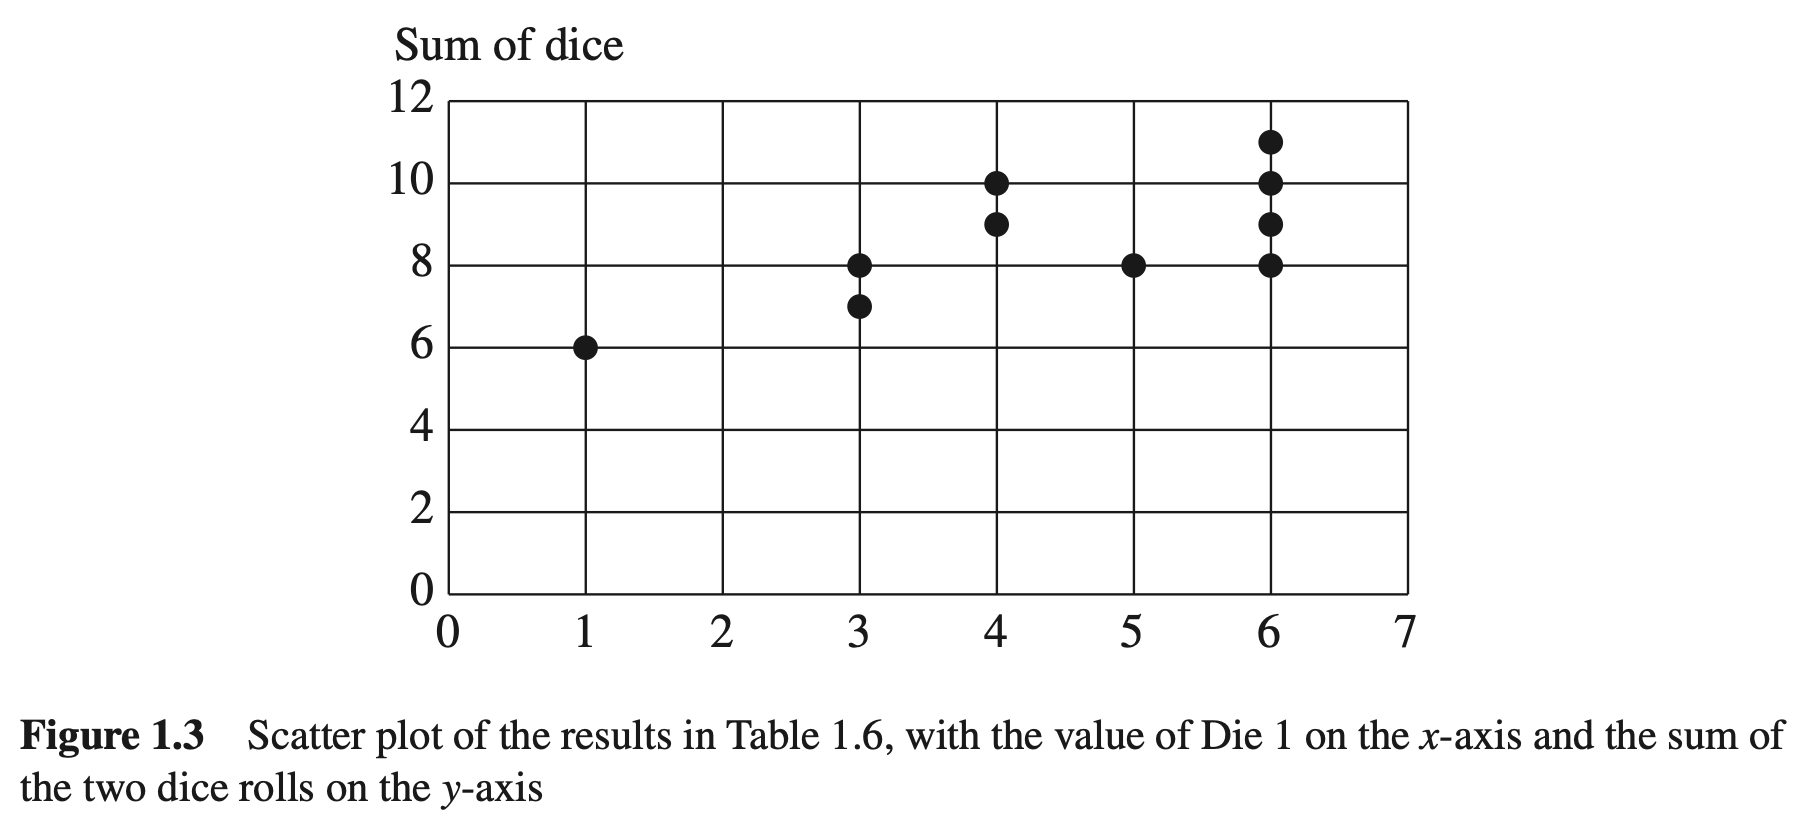 Sum of dice
12
10
8
6
4
2
0
0 1 2 3 4 5 6 7
Figure 1.3 Scatter plot of the results in Table 1.6, with the value of Die 1 on the x-axis and the sum of
the two dice rolls on the y-axis